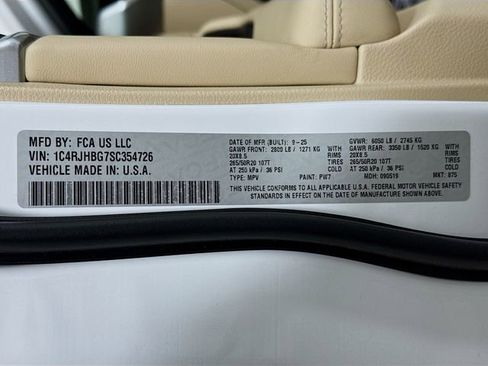 MFD BY: FCA US LLC
VIN: 1C4RJHBG7SC354726
VEHICLE MADE IN: U.S.A.
DATE OF MFR (BUILT): 9-25 GVWR: 6050 LB / 2745 KG
GAWR FRONT: 2800 LB / 1271 KG GAWR REAR: 3350 LB / 1520 KG
20X8.5 RIMS 20X8.5 RIMS
265/50R20 107T TIRES 265/50R20 107T TIRES
AT 250 kPa / 36 PSI COLD AT 250 kPa / 36 PSI COLD
TYPE: MPV PAINT: PW7 MDH: 090519 MKT: 875
THIS VEHICLE CONFORMS TO ALL APPLICABLE U.S.A. FEDERAL MOTOR VEHICLE SAFETY
STANDARDS IN EFFECT ON THE DATE OF MANUFACTURE SHOWN ABOVE.